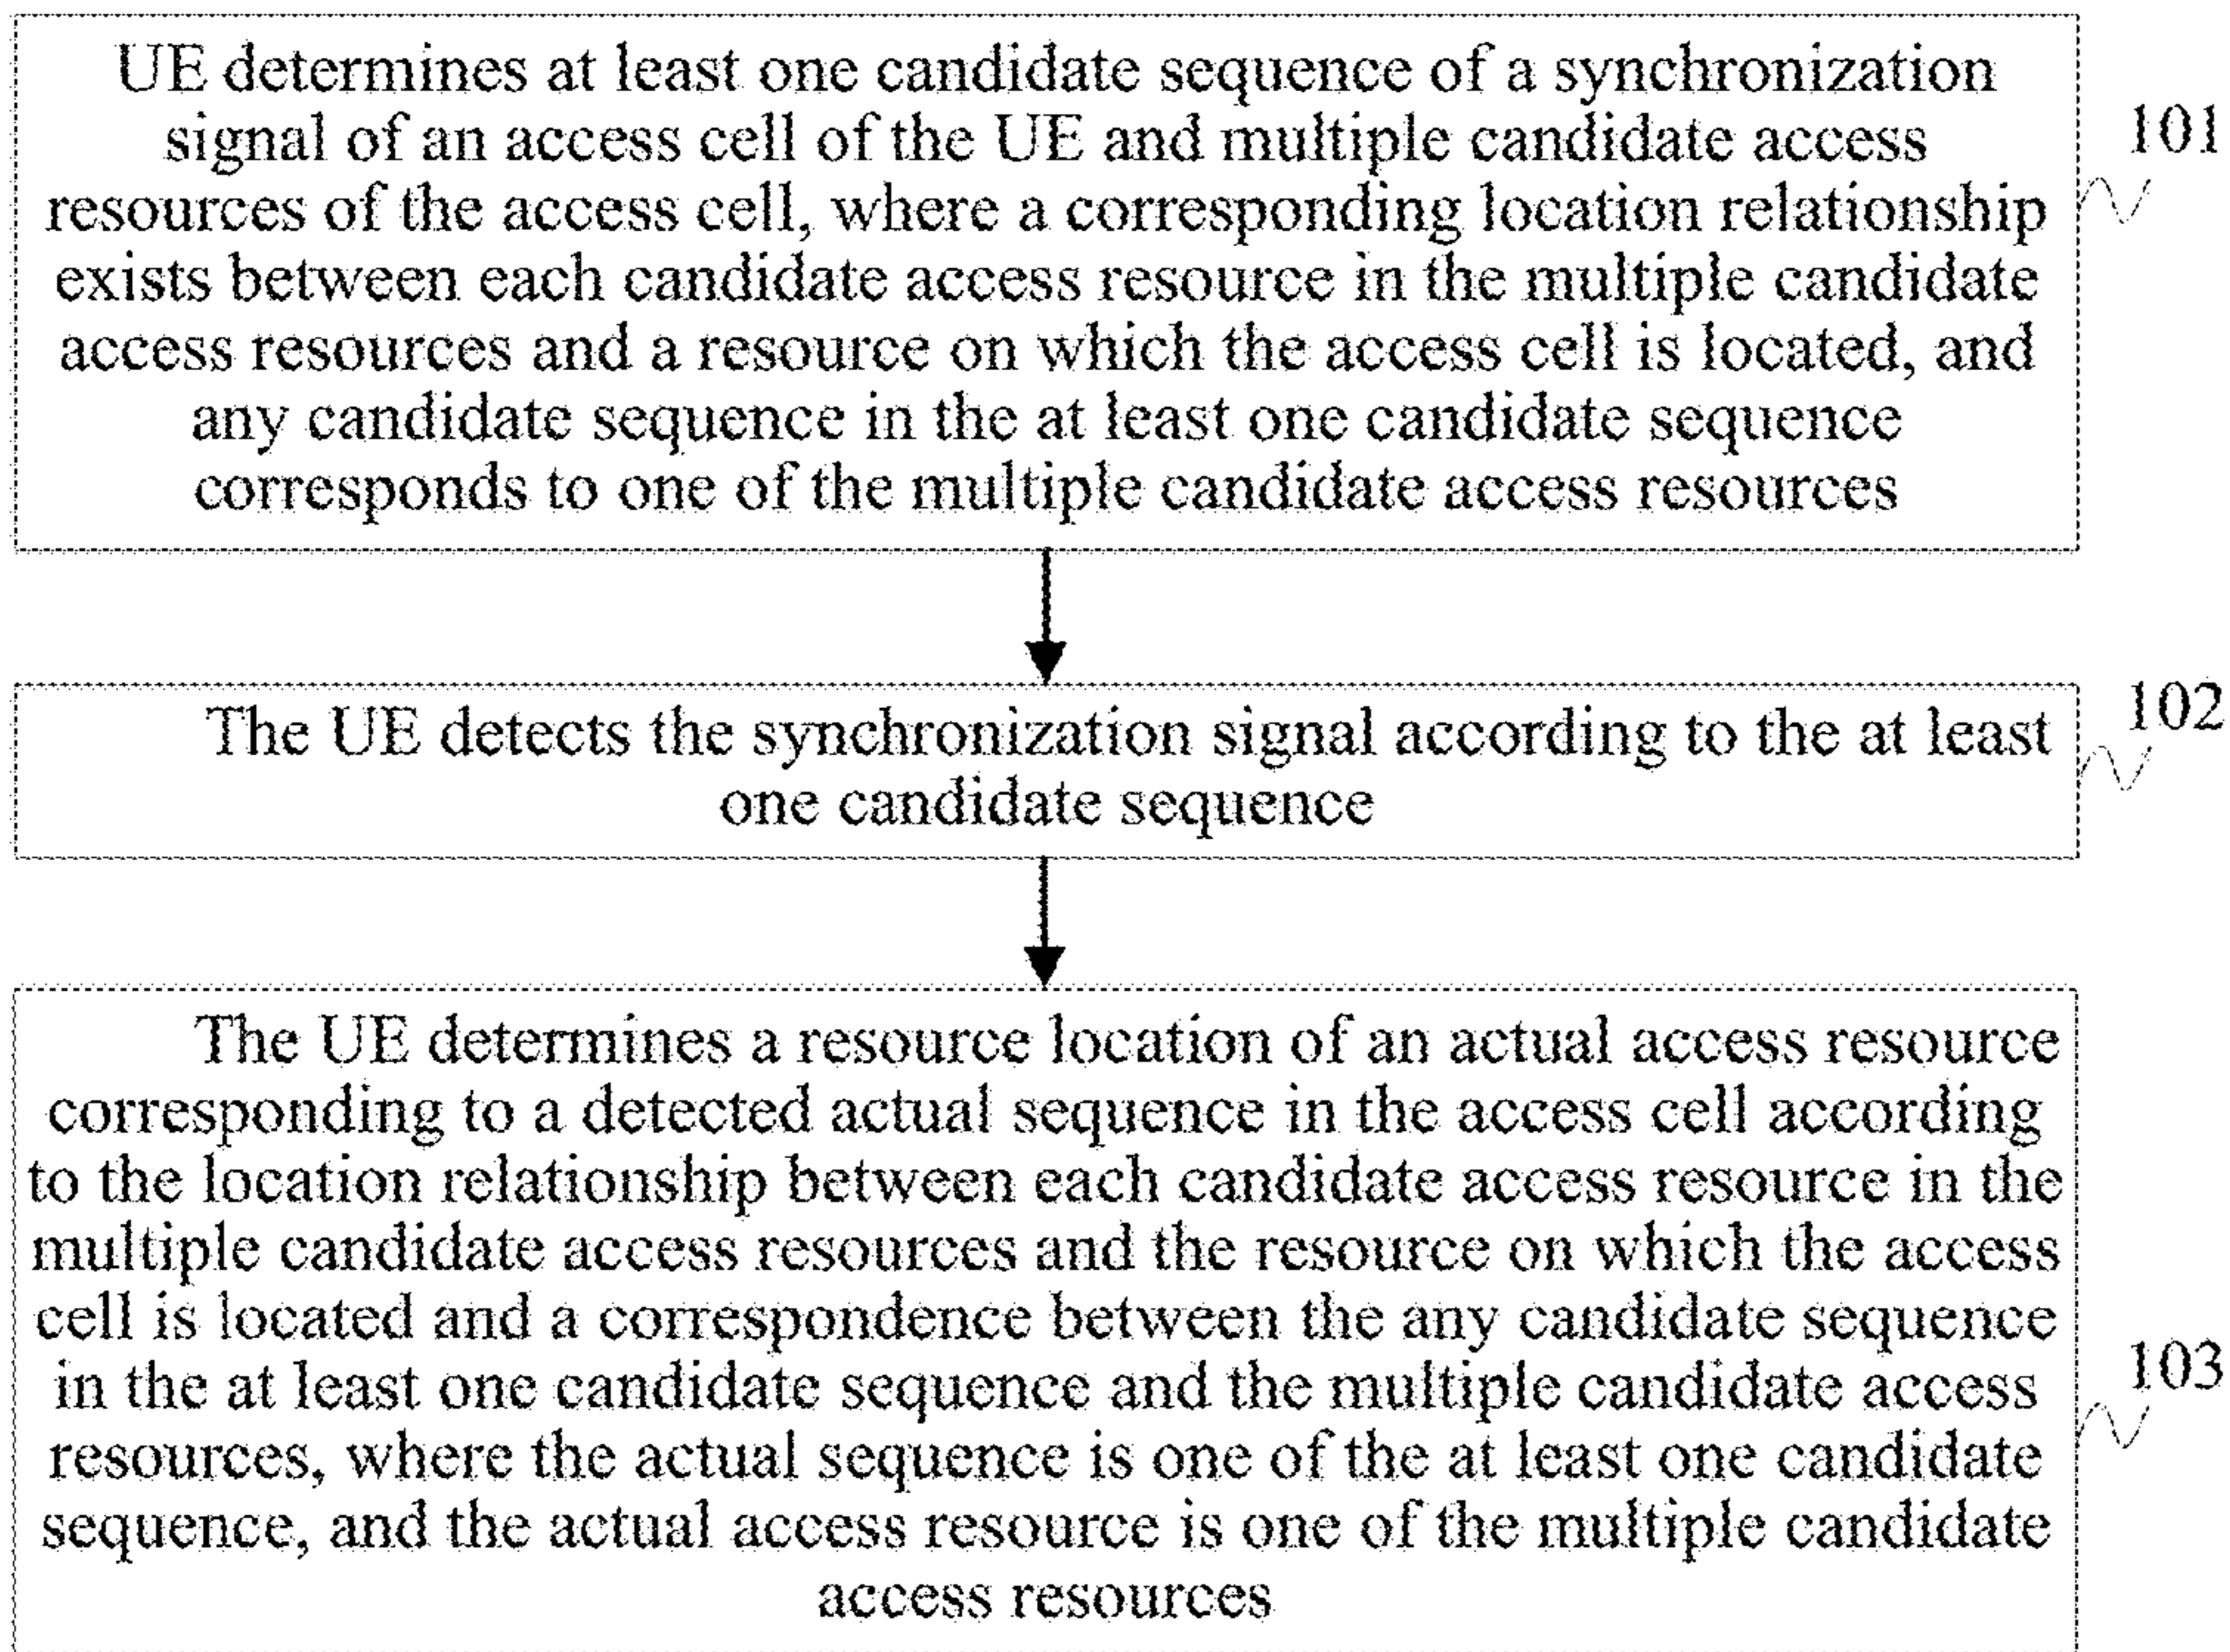 UE determines at least one candidate sequence of a synchronization
signal of an access cell of the UE and multiple candidate access
resources of the access cell, where a corresponding location relationship
exists between each candidate access resource in the multiple candidate
access resources and a resource on which the access cell is located, and
any candidate sequence in the at least one candidate sequence
corresponds to one of the multiple candidate access resources
101
The UE detects the synchronization signal according to the at least
one candidate sequence
102
The UE determines a resource location of an actual access resource
corresponding to a detected actual sequence in the access cell according
to the location relationship between each candidate access resource in the
multiple candidate access resources and the resource on which the access
cell is located and a correspondence between the any candidate sequence
in the at least one candidate sequence and the multiple candidate access
resources, where the actual sequence is one of the at least one candidate
sequence, and the actual access resource is one of the multiple candidate
access resources
103